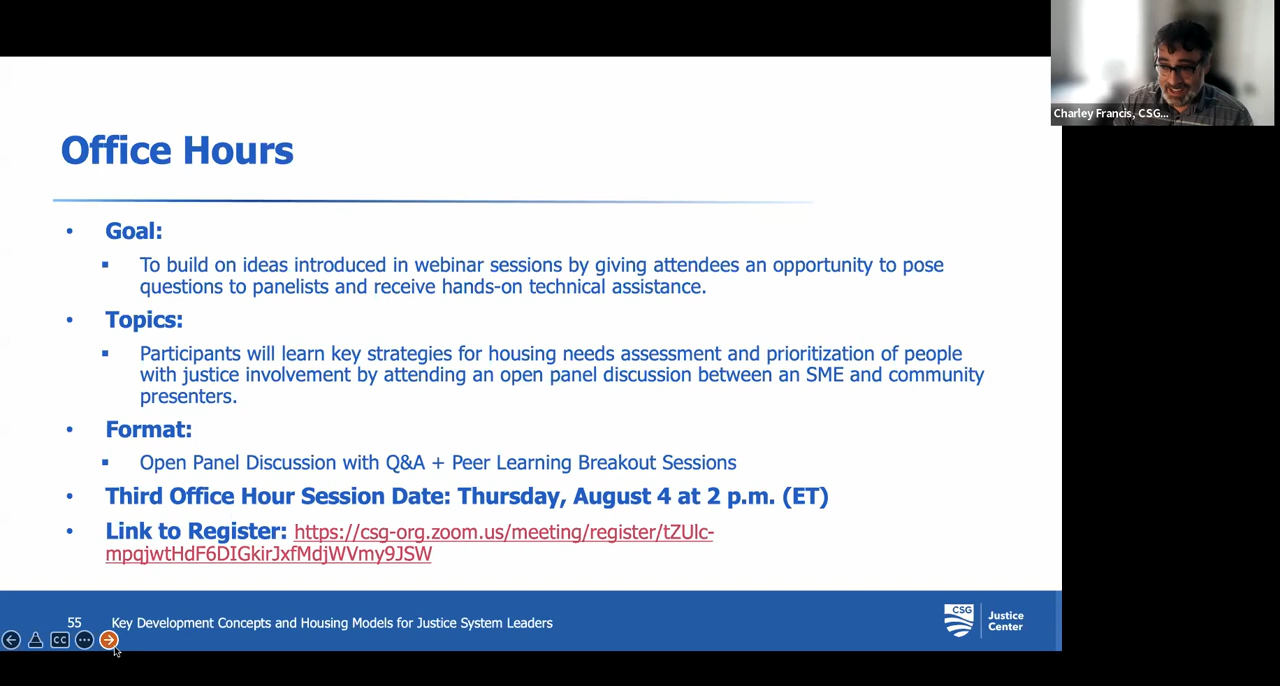 Charley Francis, CSG...
Office Hours
• Goal:
▪ To build on ideas introduced in webinar sessions by giving attendees an opportunity to pose
questions to panelists and receive hands-on technical assistance.
• Topics:
▪ Participants will learn key strategies for housing needs assessment and prioritization of people
with justice involvement by attending an open panel discussion between an SME and community
presenters.
• Format:
▪ Open Panel Discussion with Q&A + Peer Learning Breakout Sessions
• Third Office Hour Session Date: Thursday, August 4 at 2 p.m. (ET)
• Link to Register: https://csg-org.zoom.us/meeting/register/tZUlc-
mpqjwtHdF6DIGkirJxfMdjWVmy9JSW
55 Key Development Concepts and Housing Models for Justice System Leaders
CSG
Justice
Center
CC